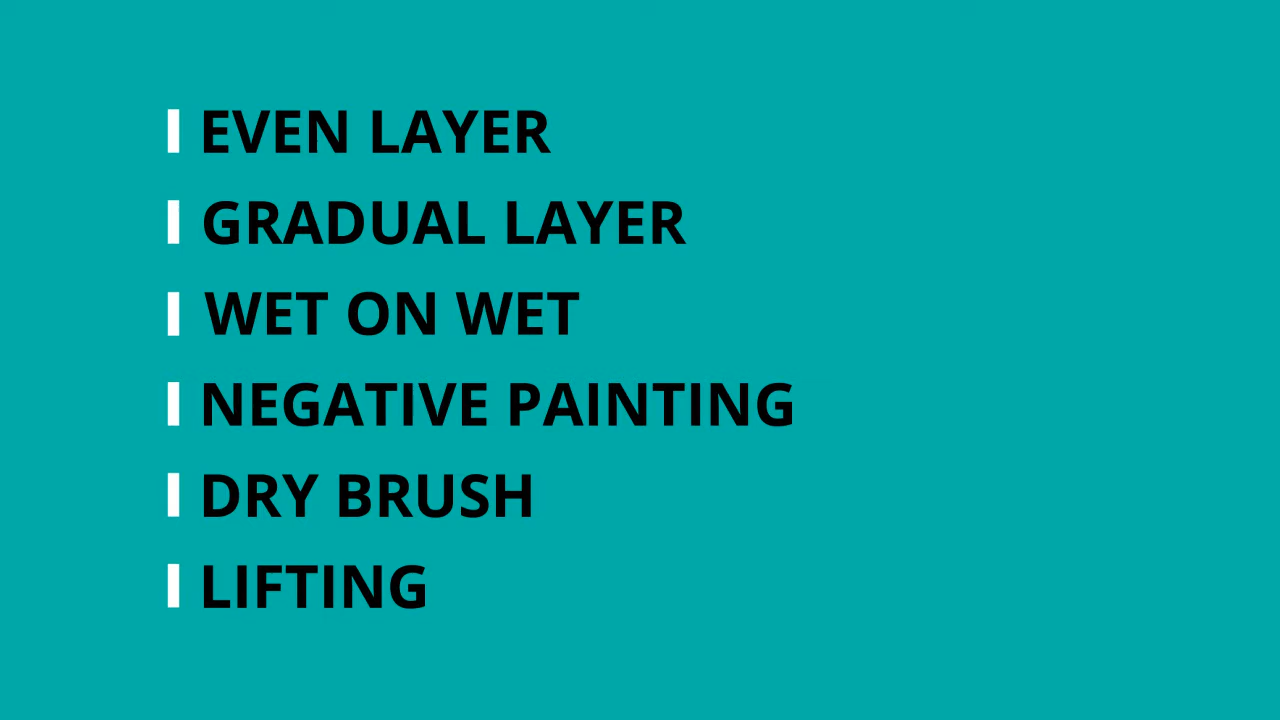 EVEN LAYER
GRADUAL LAYER
WET ON WET
NEGATIVE PAINTING
DRY BRUSH
LIFTING